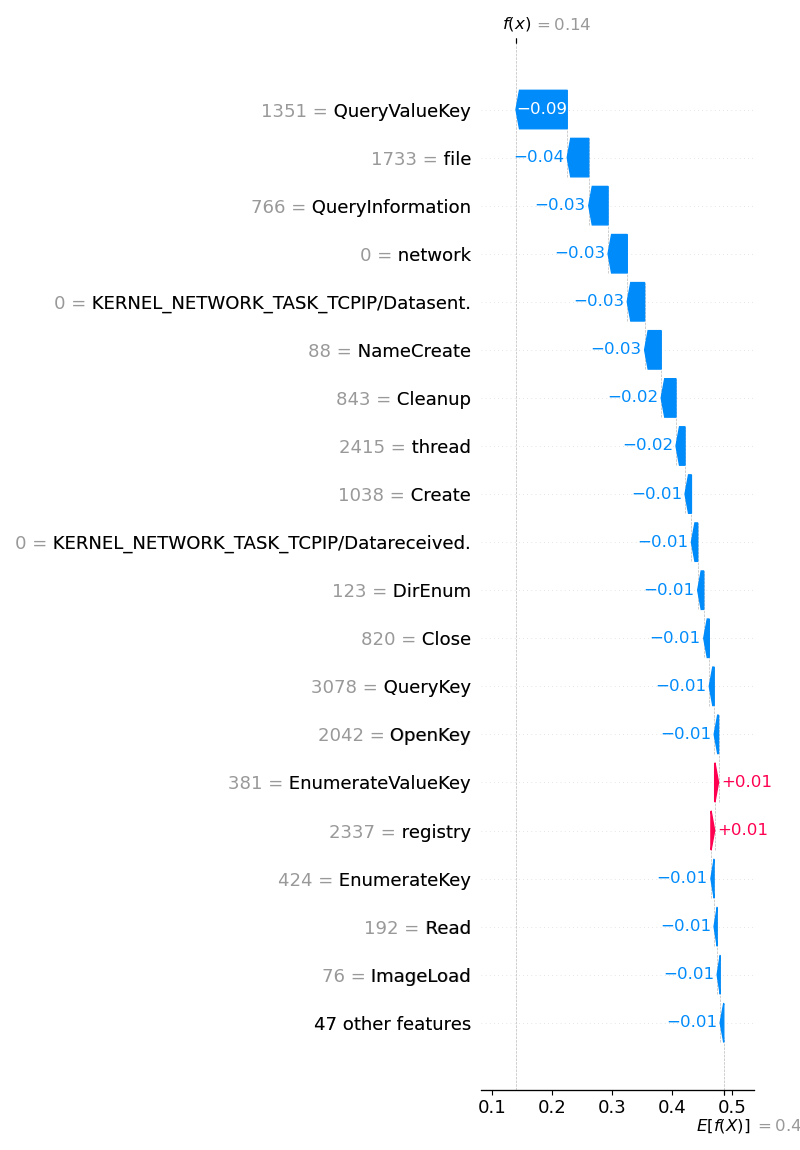 f(x) = 0.14
1351 = QueryValueKey −0.09
1733 = file −0.04
766 = QueryInformation −0.03
0 = network −0.03
0 = KERNEL_NETWORK_TASK_TCPIP/Datasent. −0.03
88 = NameCreate −0.03
843 = Cleanup −0.02
2415 = thread −0.02
1038 = Create −0.01
0 = KERNEL_NETWORK_TASK_TCPIP/Datareceived. −0.01
123 = DirEnum −0.01
820 = Close −0.01
3078 = QueryKey −0.01
2042 = OpenKey −0.01
381 = EnumerateValueKey +0.01
2337 = registry +0.01
424 = EnumerateKey −0.01
192 = Read −0.01
76 = ImageLoad −0.01
47 other features −0.01
0.1 0.2 0.3 0.4 0.5
E[f(X)] = 0.4